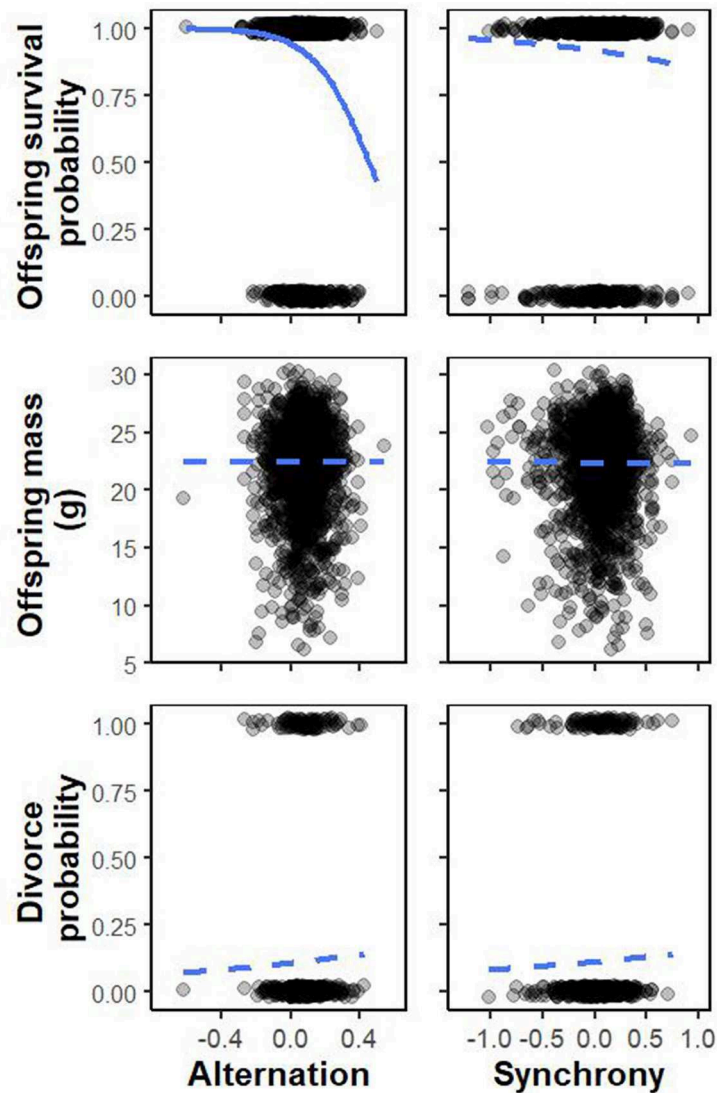 Offspring survival
probability
1.00
0.75
0.50
0.25
0.00
Offspring mass
(g)
30
25
20
15
10
5
Divorce
probability
1.00
0.75
0.50
0.25
0.00
-0.4 0.0 0.4
-1.0 -0.5 0.0 0.5 1.0
Alternation
Synchrony